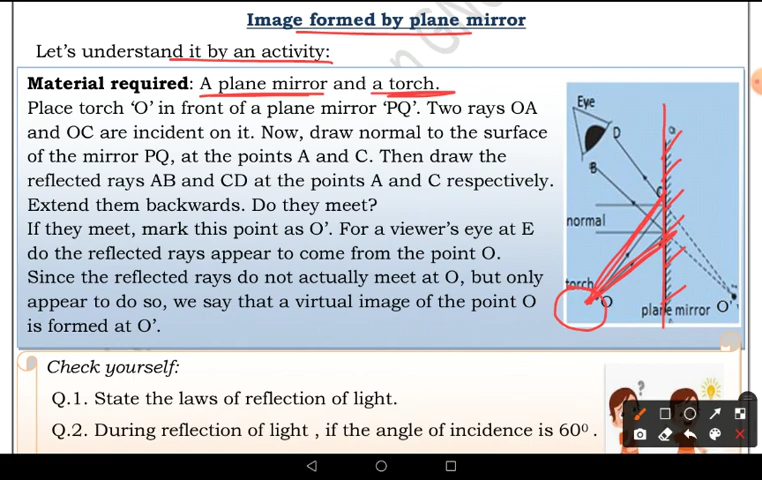 Image formed by plane mirror
Let's understand it by an activity:
Material required: A plane mirror and a torch.
Place torch 'O' in front of a plane mirror 'PQ'. Two rays OA
and OC are incident on it. Now, draw normal to the surface
of the mirror PQ, at the points A and C. Then draw the
reflected rays AB and CD at the points A and C respectively.
Extend them backwards. Do they meet?
If they meet, mark this point as O'. For a viewer's eye at E
do the reflected rays appear to come from the point O.
Since the reflected rays do not actually meet at O, but only
appear to do so, we say that a virtual image of the point O
is formed at O'.
Eye
D
B
C
normal
torch
O
plane mirror O'
Check yourself:
Q.1. State the laws of reflection of light.
Q.2. During reflection of light , if the angle of incidence is 60⁰ .
?